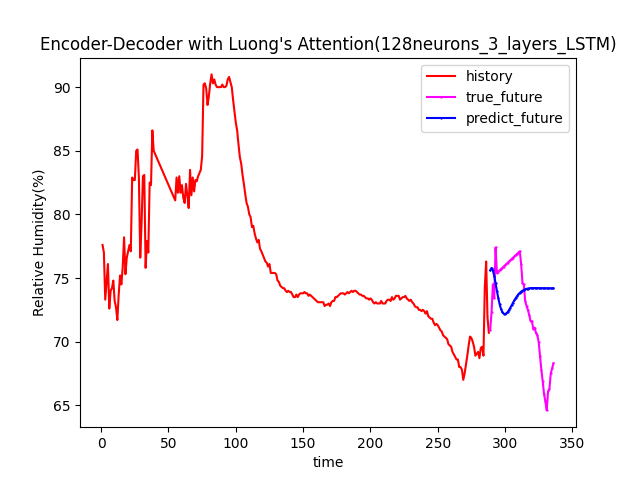 Encoder-Decoder with Luong's Attention(128neurons_3_layers_LSTM)
history
true_future
predict_future
Relative Humidity(%)
90
85
80
75
70
65
0 50 100 150 200 250 300 350
time